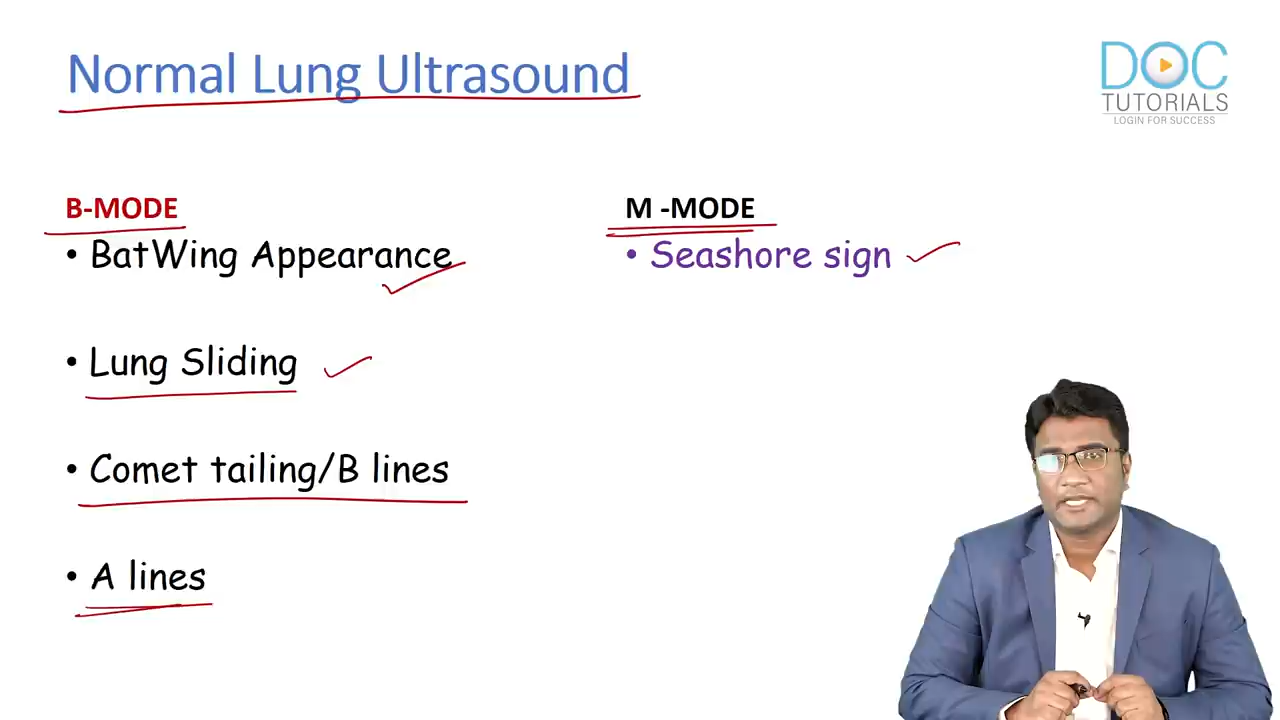 Normal Lung Ultrasound
DOC
TUTORIALS
LOGIN FOR SUCCESS
B-MODE
• BatWing Appearance
• Lung Sliding
• Comet tailing/B lines
• A lines
M -MODE
• Seashore sign